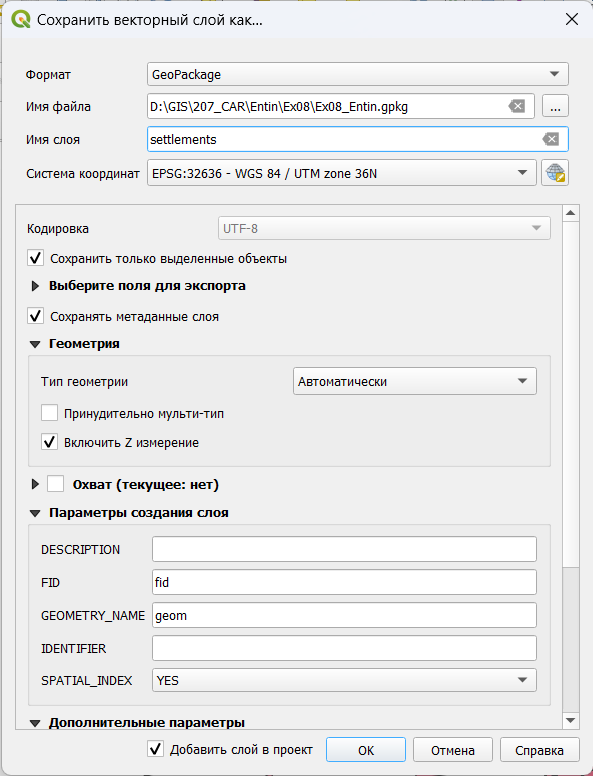 Сохранить векторный слой как...
Формат GeoPackage
Имя файла D:\GIS\207_CAR\Entin\Ex08\Ex08_Entin.gpkg ...
Имя слоя settlements
Система координат EPSG:32636 - WGS 84 / UTM zone 36N
Кодировка UTF-8
Сохранить только выделенные объекты
Выберите поля для экспорта
Сохранять метаданные слоя
Геометрия
Тип геометрии Автоматически
Принудительно мульти-тип
Включить Z измерение
Охват (текущее: нет)
Параметры создания слоя
DESCRIPTION
FID fid
GEOMETRY_NAME geom
IDENTIFIER
SPATIAL_INDEX YES
Дополнительные параметры
Добавить слой в проект OK Отмена Справка